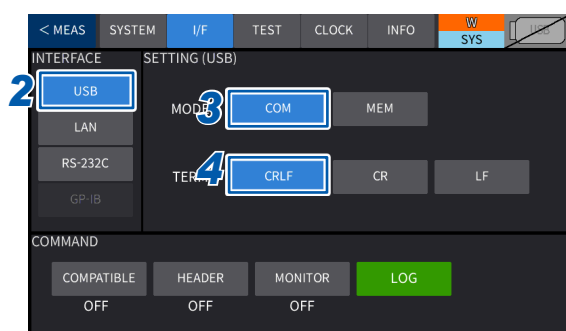 < MEAS SYSTEM I/F TEST CLOCK INFO W USB
SYS
INTERFACE SETTING (USB)
2 USB
MODE 3 COM MEM
LAN
RS-232C
TERM 4 CRLF CR LF
GP-IB
COMMAND
COMPATIBLE HEADER MONITOR LOG
OFF OFF OFF